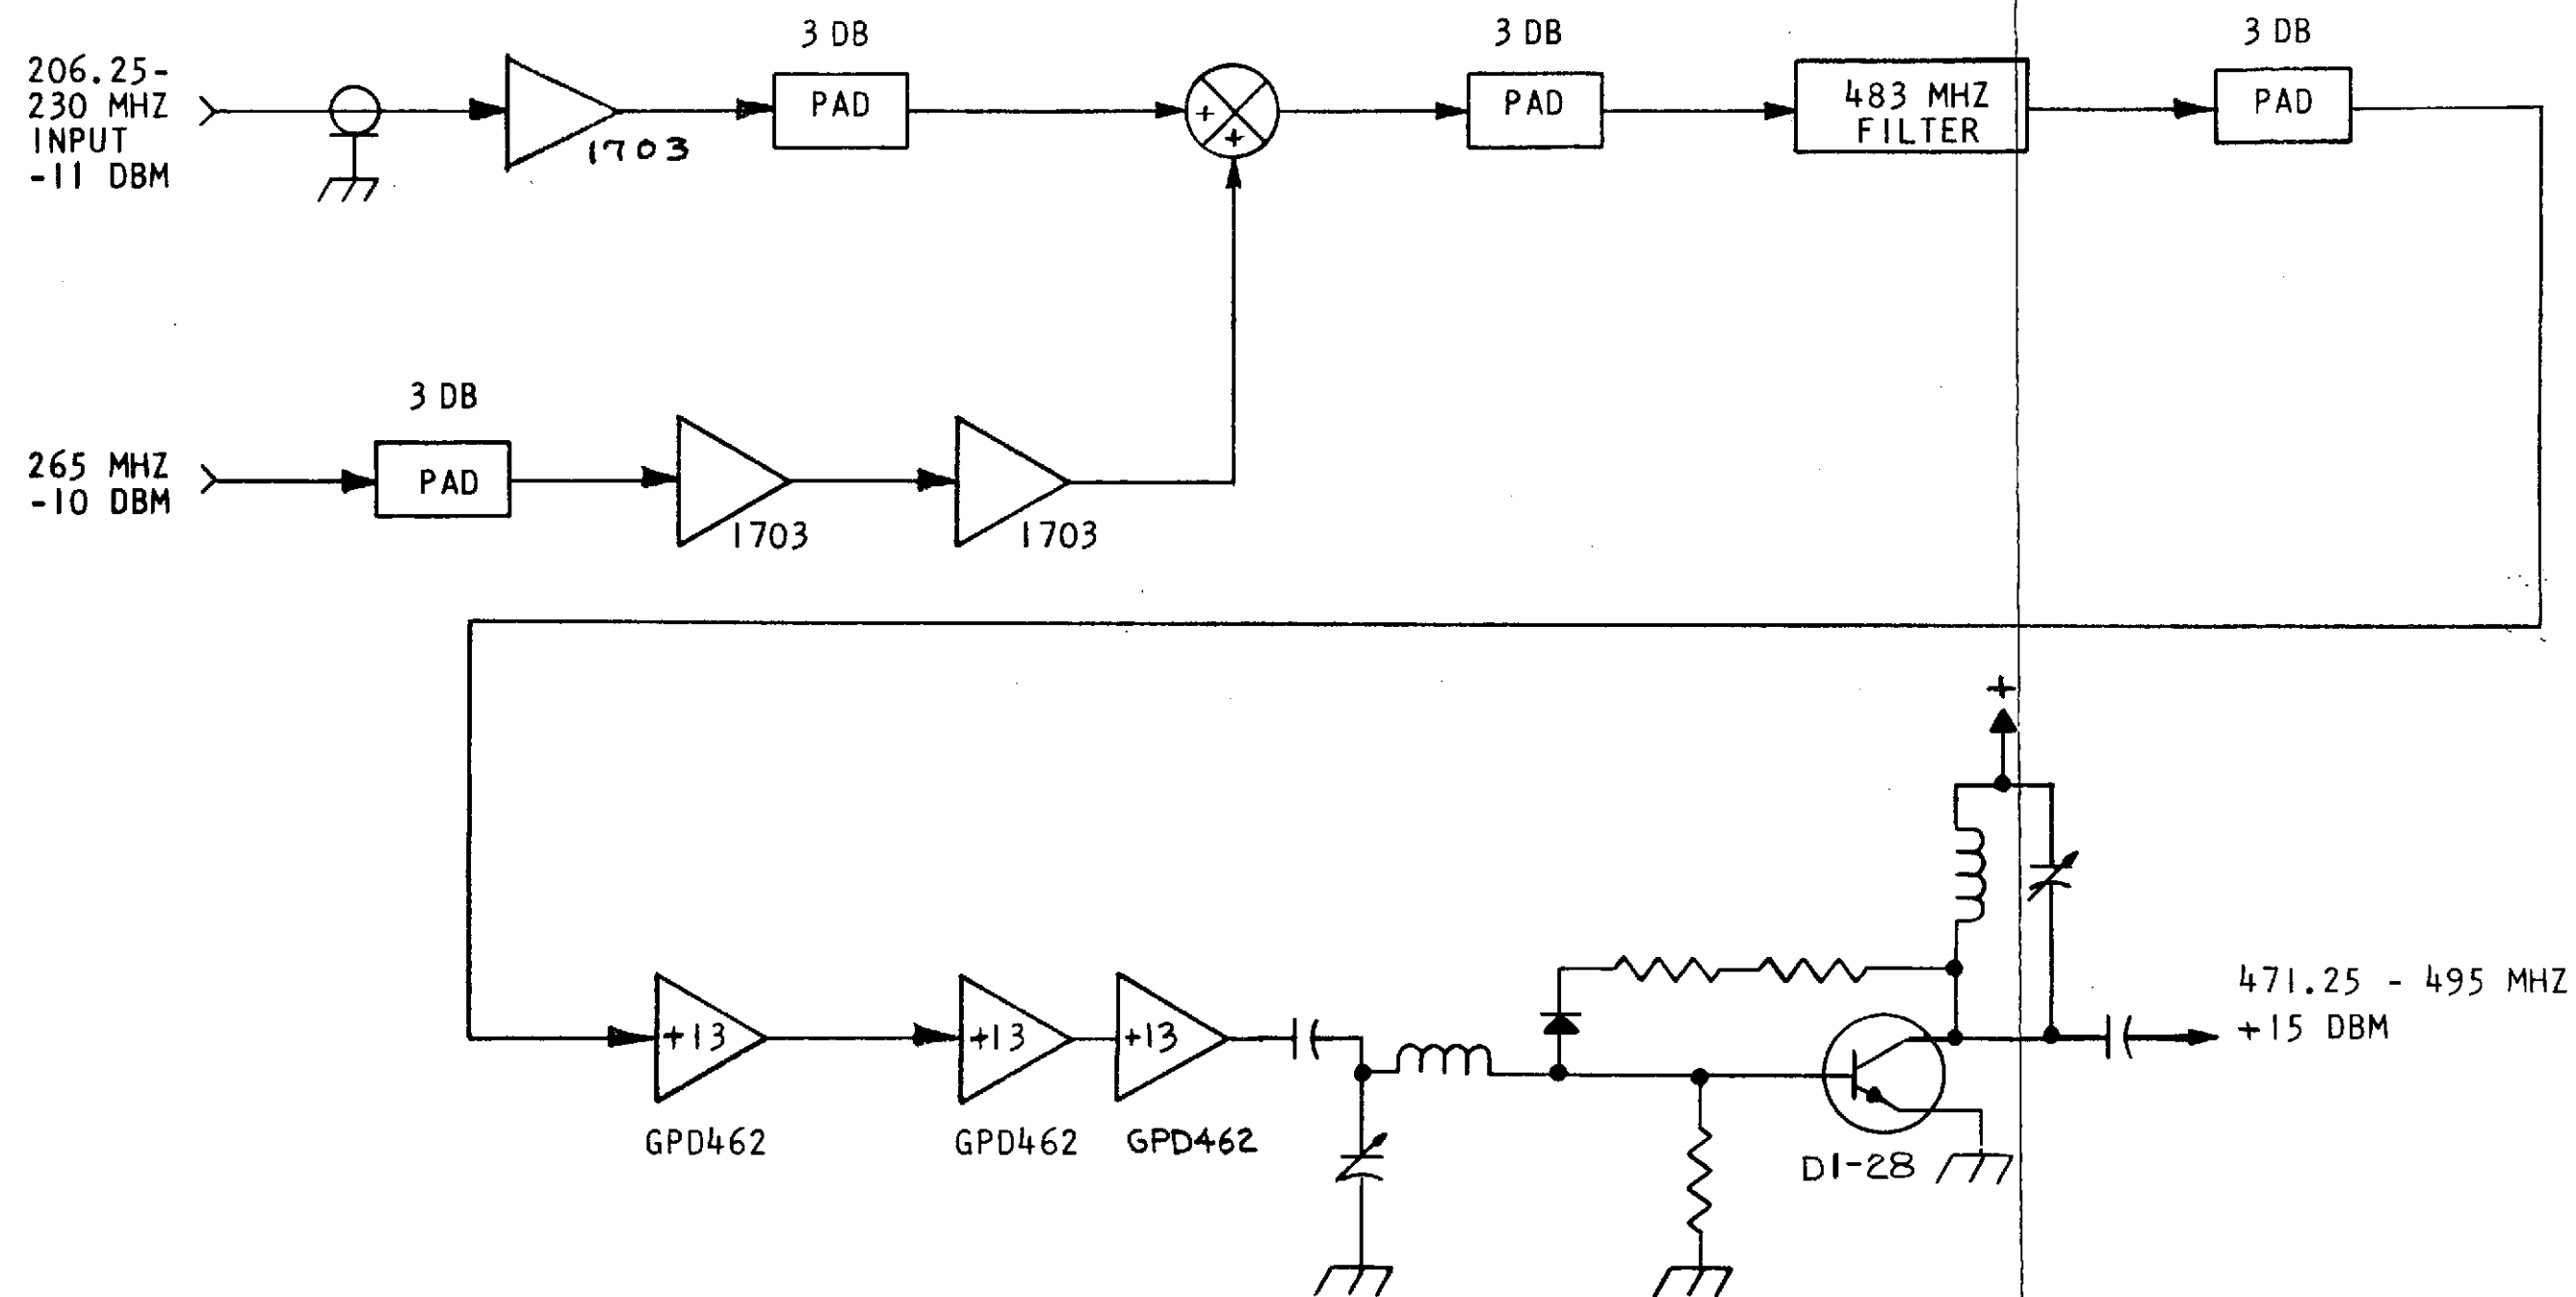 206.25-
230 MHZ
INPUT
-11 DBM
1703
3 DB
PAD
+
+
3 DB
PAD
483 MHZ
FILTER
3 DB
PAD
265 MHZ
-10 DBM
3 DB
PAD
1703
1703
+13
GPD462
+13
GPD462
+13
GPD462
+
D1-28
471.25 - 495 MHZ
+15 DBM